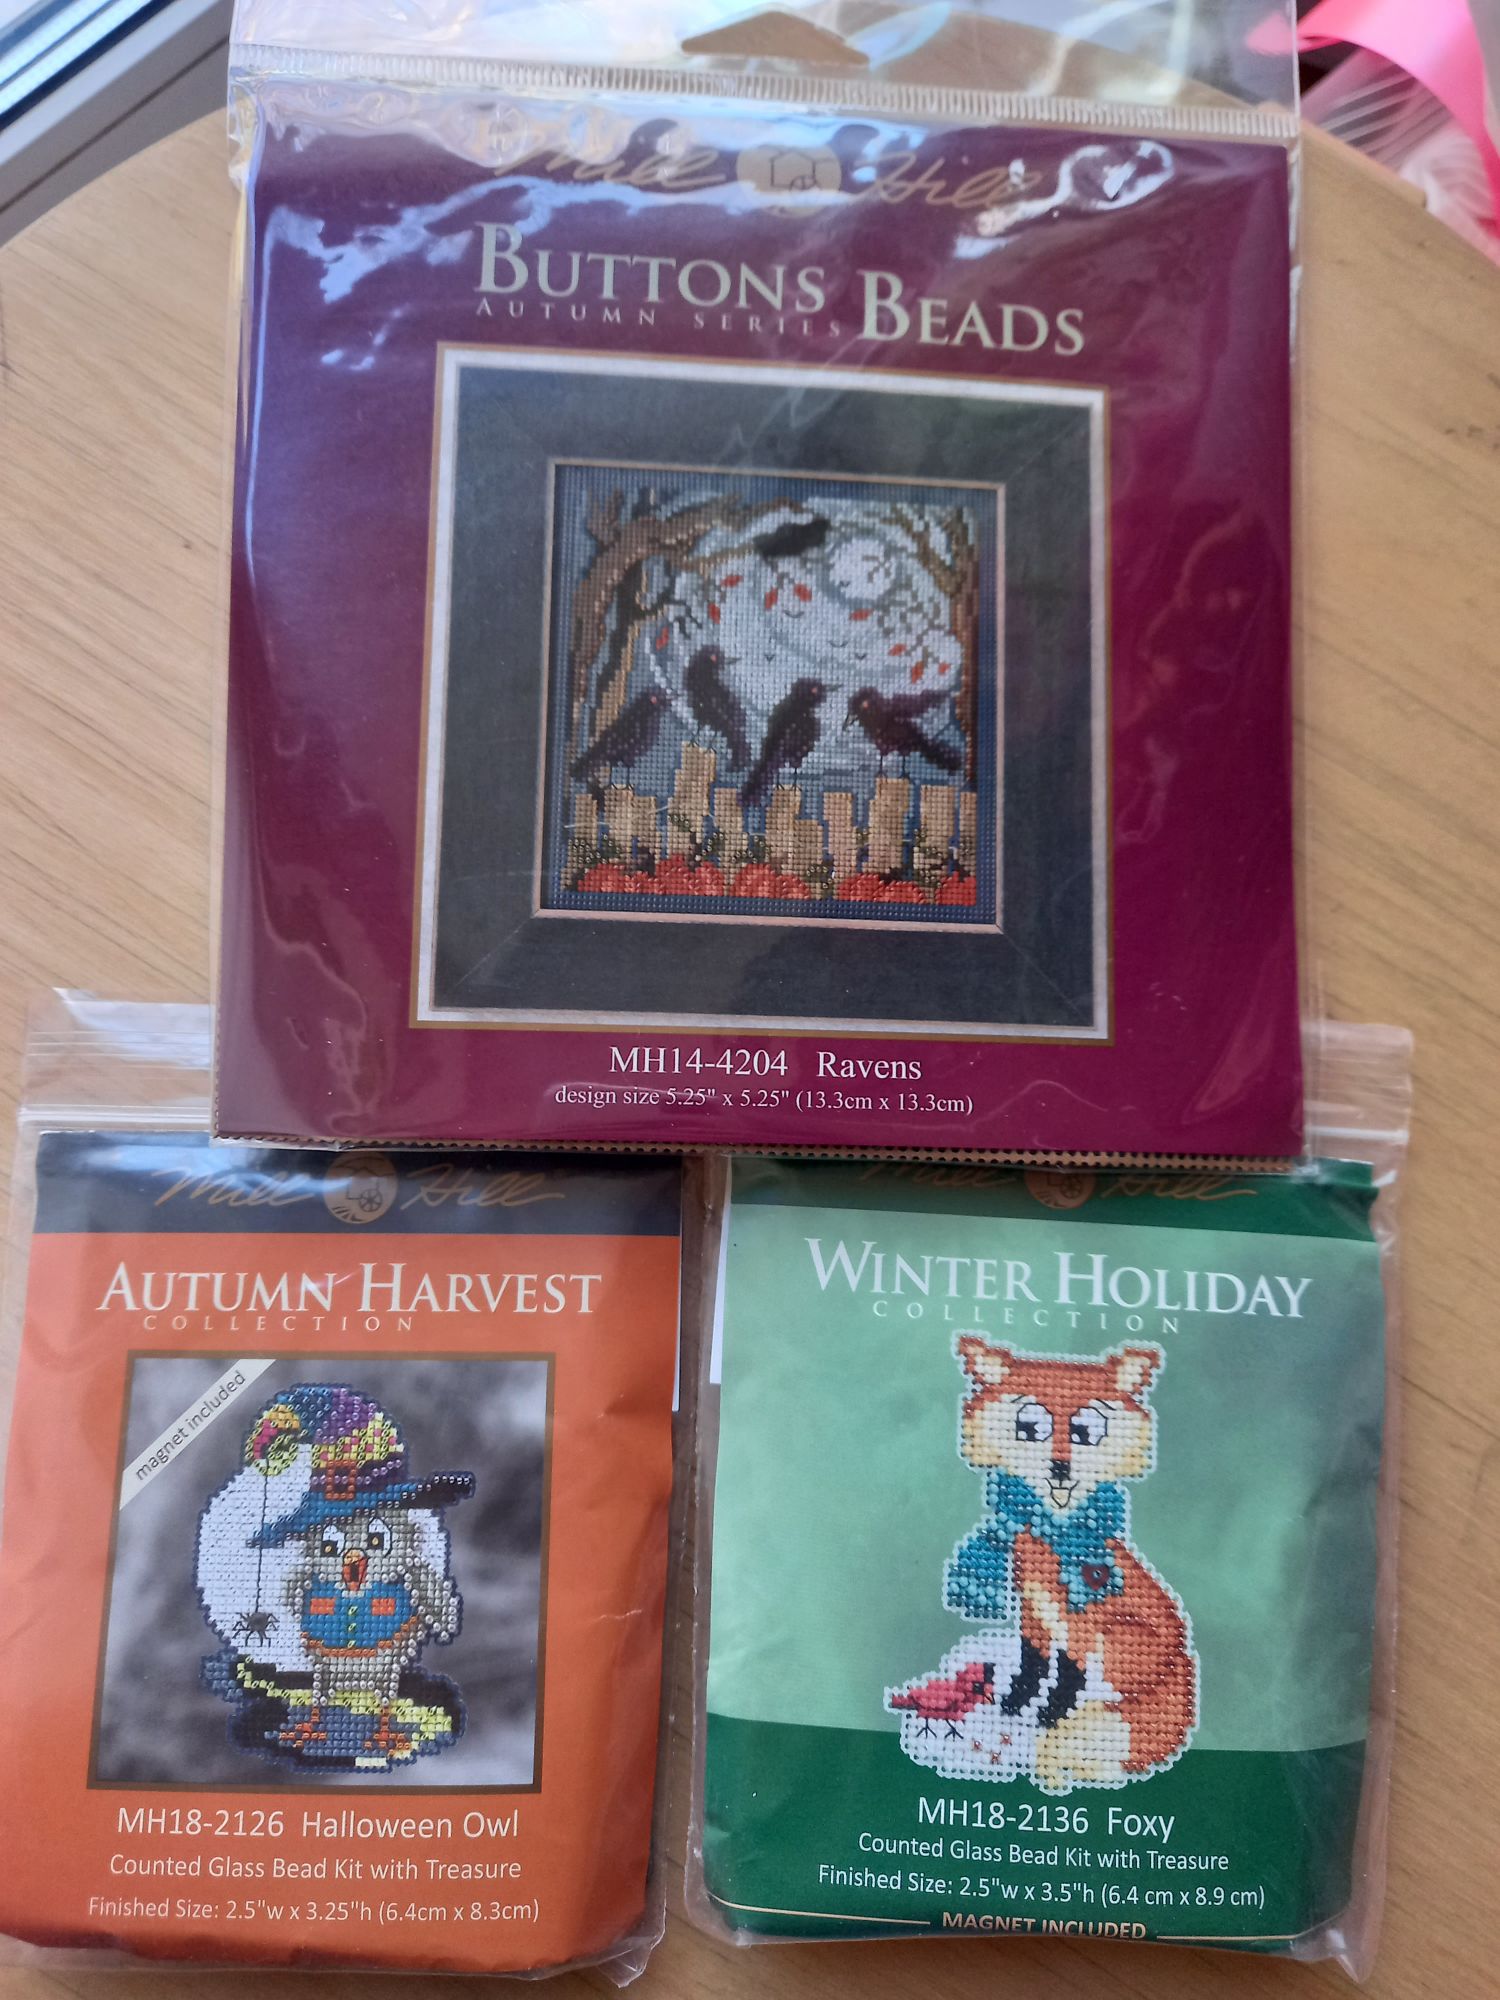 Mill Hill
BUTTONS BEADS
AUTUMN SERIES
MH14-4204 Ravens
design size 5.25" x 5.25" (13.3cm x 13.3cm)
Mill Hill
AUTUMN HARVEST
COLLECTION
magnet included
MH18-2126 Halloween Owl
Counted Glass Bead Kit with Treasure
Finished Size: 2.5"w x 3.25"h (6.4cm x 8.3cm)
Mill Hill
WINTER HOLIDAY
COLLECTION
MH18-2136 Foxy
Counted Glass Bead Kit with Treasure
Finished Size: 2.5"w x 3.5"h (6.4 cm x 8.9 cm)
MAGNET INCLUDED